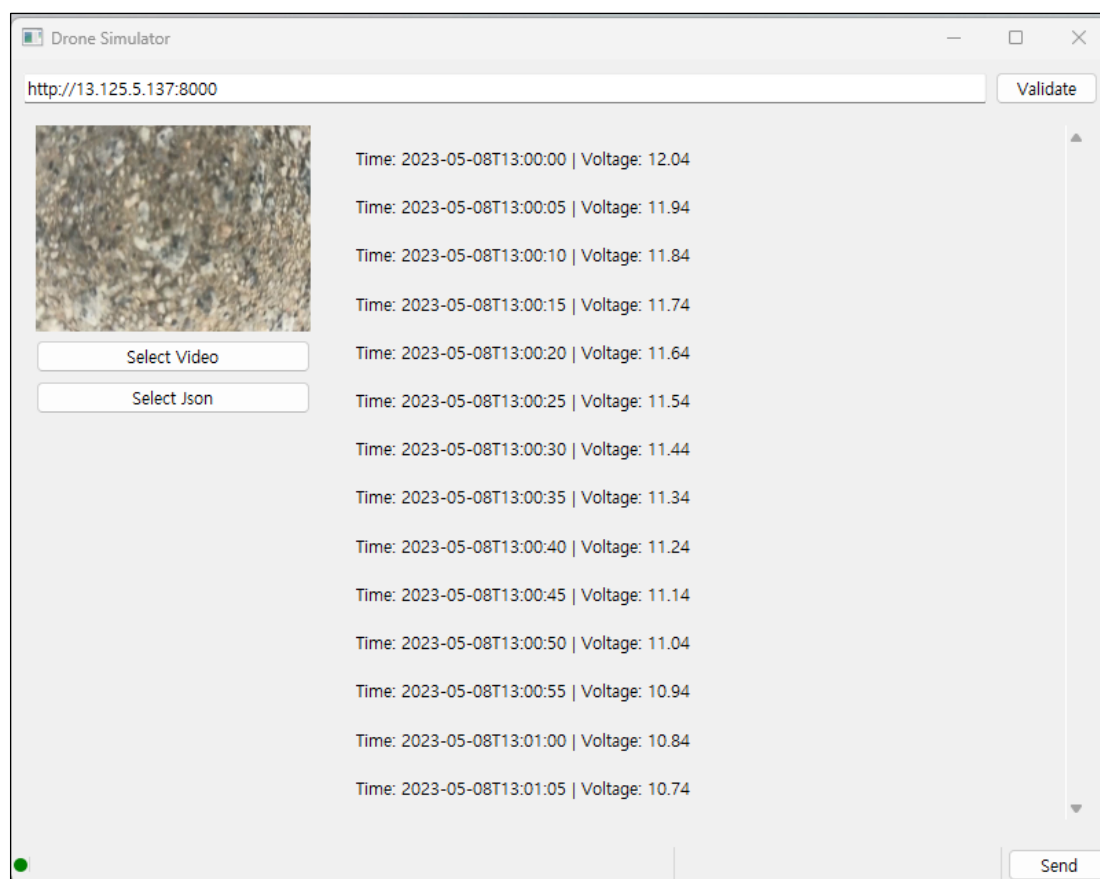 Drone Simulator
http://13.125.5.137:8000
Validate
Time: 2023-05-08T13:00:00 | Voltage: 12.04
Time: 2023-05-08T13:00:05 | Voltage: 11.94
Time: 2023-05-08T13:00:10 | Voltage: 11.84
Time: 2023-05-08T13:00:15 | Voltage: 11.74
Time: 2023-05-08T13:00:20 | Voltage: 11.64
Time: 2023-05-08T13:00:25 | Voltage: 11.54
Time: 2023-05-08T13:00:30 | Voltage: 11.44
Time: 2023-05-08T13:00:35 | Voltage: 11.34
Time: 2023-05-08T13:00:40 | Voltage: 11.24
Time: 2023-05-08T13:00:45 | Voltage: 11.14
Time: 2023-05-08T13:00:50 | Voltage: 11.04
Time: 2023-05-08T13:00:55 | Voltage: 10.94
Time: 2023-05-08T13:01:00 | Voltage: 10.84
Time: 2023-05-08T13:01:05 | Voltage: 10.74
Select Video
Select Json
Send